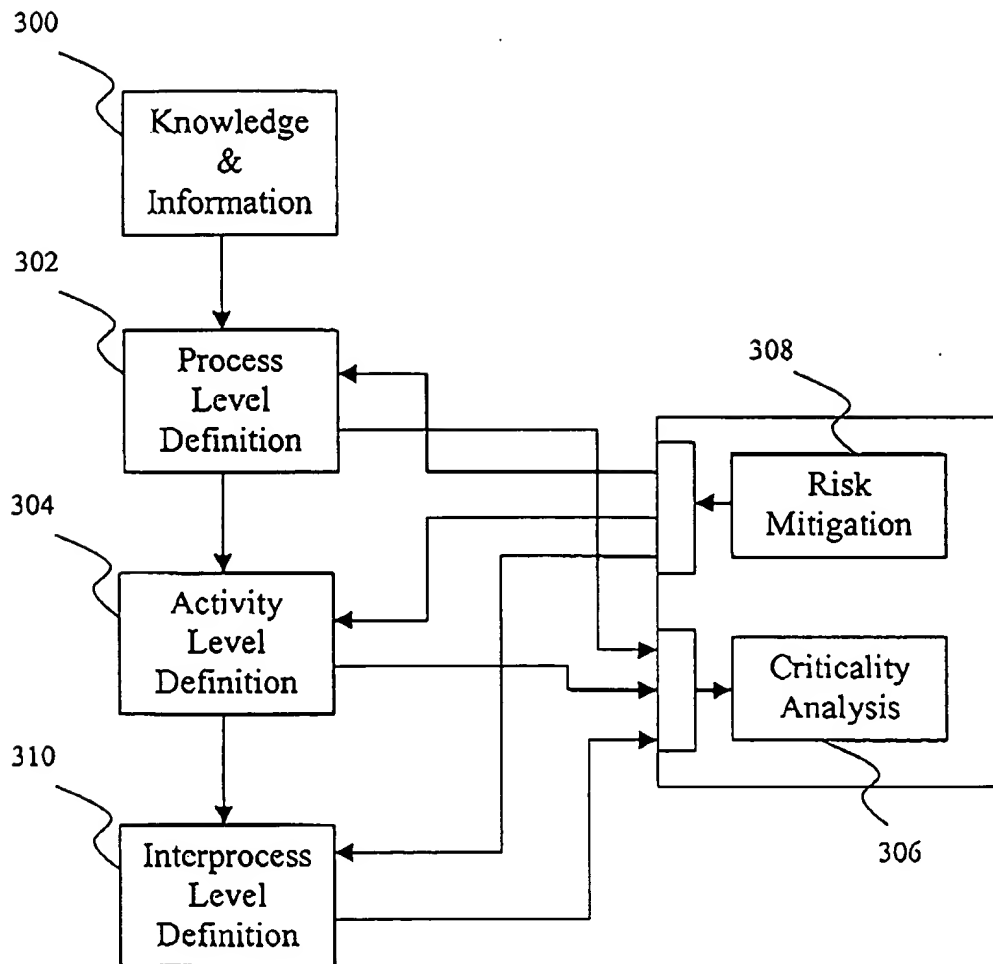 300
Knowledge
&
Information
302
Process
Level
Definition
308
Risk
Mitigation
304
Activity
Level
Definition
Criticality
Analysis
310
306
Interprocess
Level
Definition